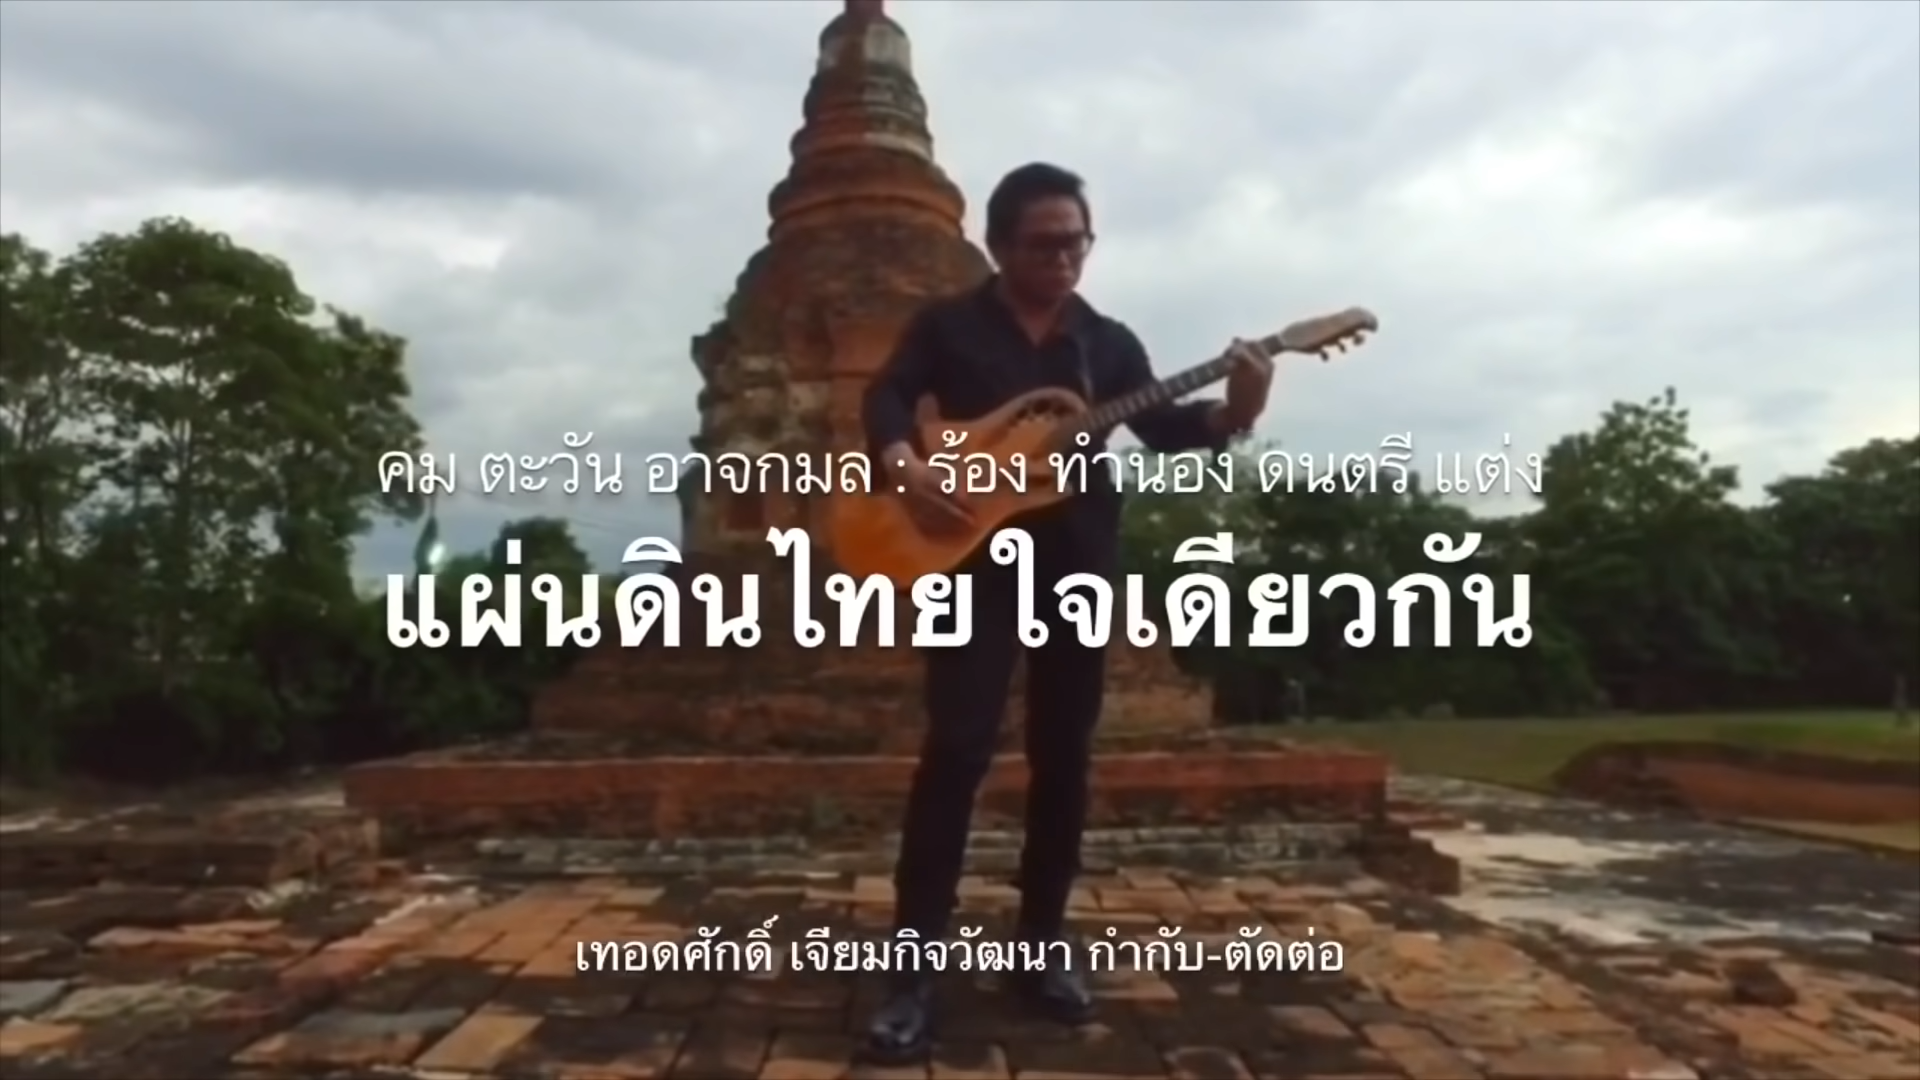 คม ตะวัน อาจกมล : ร้อง ทำนอง ดนตรี แต่ง
แผ่นดินไทย ใจเดียวกัน
เทอดศักดิ์ เจียมกิจวัฒนา กำกับ-ตัดต่อ